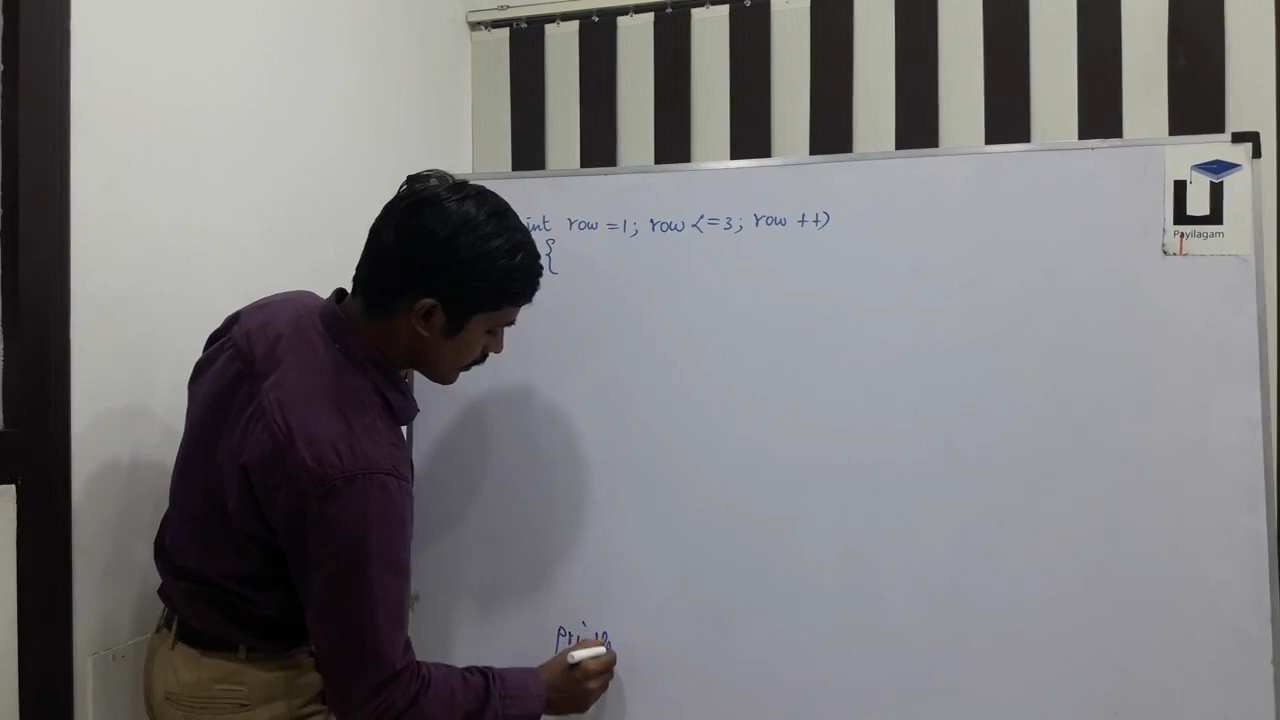 int row =1; row <=3; row ++)
{
Payilagam